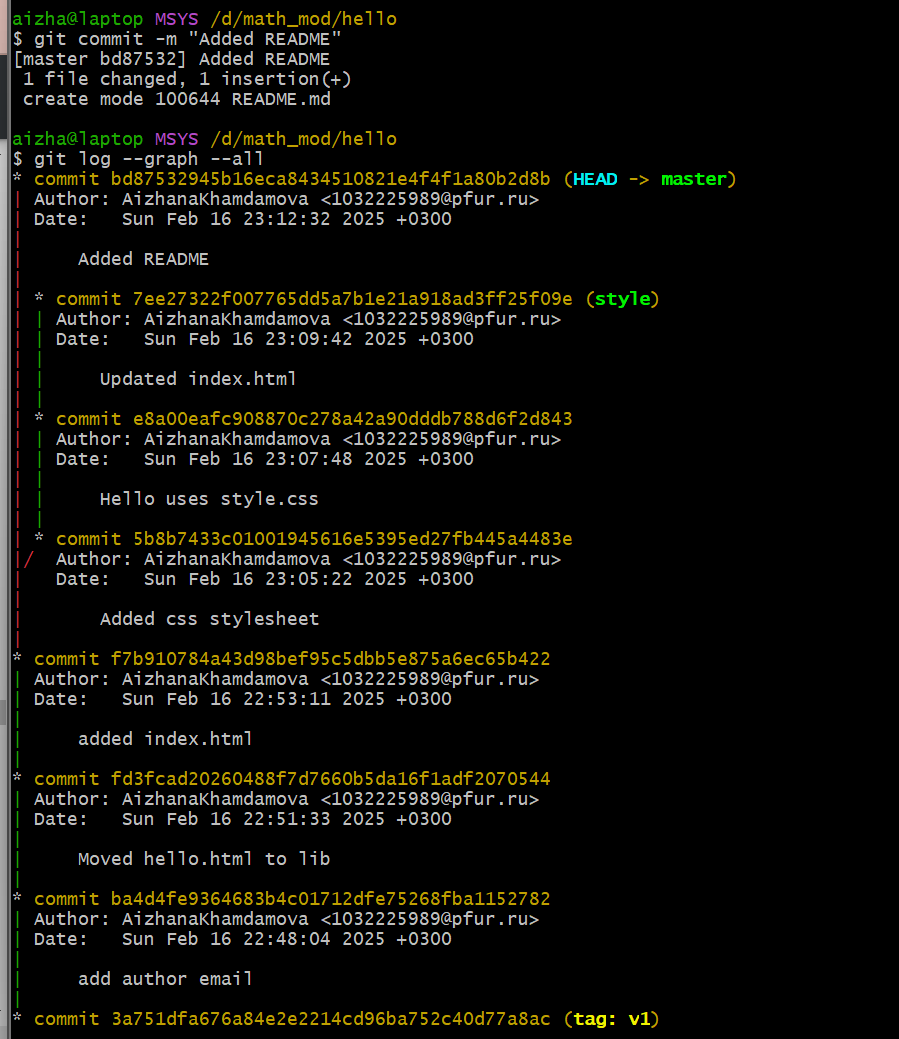 aizha@laptop MSYS /d/math_mod/hello
$ git commit -m "Added README"
[master bd87532] Added README
 1 file changed, 1 insertion(+)
 create mode 100644 README.md

aizha@laptop MSYS /d/math_mod/hello
$ git log --graph --all
* commit bd87532945b16eca8434510821e4f4f1a80b2d8b (HEAD -> master)
| Author: AizhanaKhamdamova <1032225989@pfur.ru>
| Date:   Sun Feb 16 23:12:32 2025 +0300
|
|     Added README
|
| * commit 7ee27322f007765dd5a7b1e21a918ad3ff25f09e (style)
| | Author: AizhanaKhamdamova <1032225989@pfur.ru>
| | Date:   Sun Feb 16 23:09:42 2025 +0300
| |
| |     Updated index.html
| |
| * commit e8a00eafc908870c278a42a90dddb788d6f2d843
| | Author: AizhanaKhamdamova <1032225989@pfur.ru>
| | Date:   Sun Feb 16 23:07:48 2025 +0300
| |
| |     Hello uses style.css
| |
| * commit 5b8b7433c01001945616e5395ed27fb445a4483e
|/  Author: AizhanaKhamdamova <1032225989@pfur.ru>
|   Date:   Sun Feb 16 23:05:22 2025 +0300
|
|       Added css stylesheet
|
* commit f7b910784a43d98bef95c5dbb5e875a6ec65b422
| Author: AizhanaKhamdamova <1032225989@pfur.ru>
| Date:   Sun Feb 16 22:53:11 2025 +0300
|
|     added index.html
|
* commit fd3fcad20260488f7d7660b5da16f1adf2070544
| Author: AizhanaKhamdamova <1032225989@pfur.ru>
| Date:   Sun Feb 16 22:51:33 2025 +0300
|
|     Moved hello.html to lib
|
* commit ba4d4fe9364683b4c01712dfe75268fba1152782
| Author: AizhanaKhamdamova <1032225989@pfur.ru>
| Date:   Sun Feb 16 22:48:04 2025 +0300
|
|     add author email
|
* commit 3a751dfa676a84e2e2214cd96ba752c40d77a8ac (tag: v1)